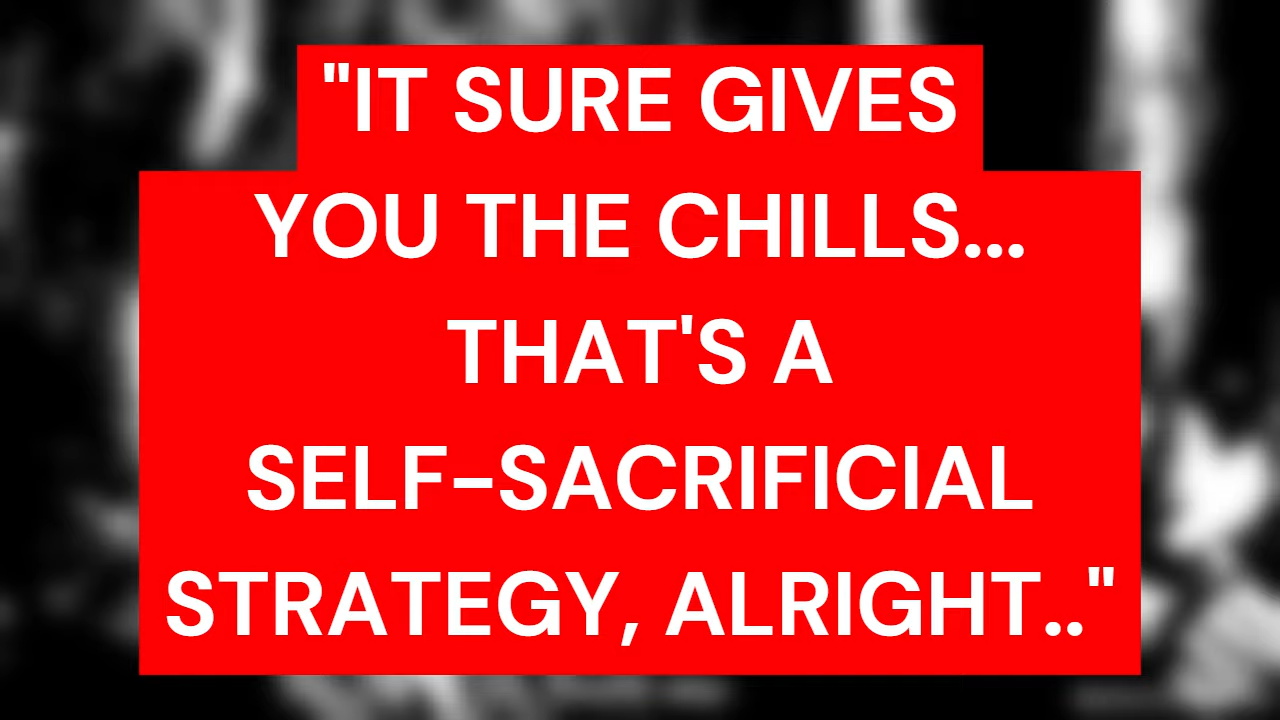 "IT SURE GIVES
YOU THE CHILLS...
THAT'S A
SELF-SACRIFICIAL
STRATEGY, ALRIGHT.."